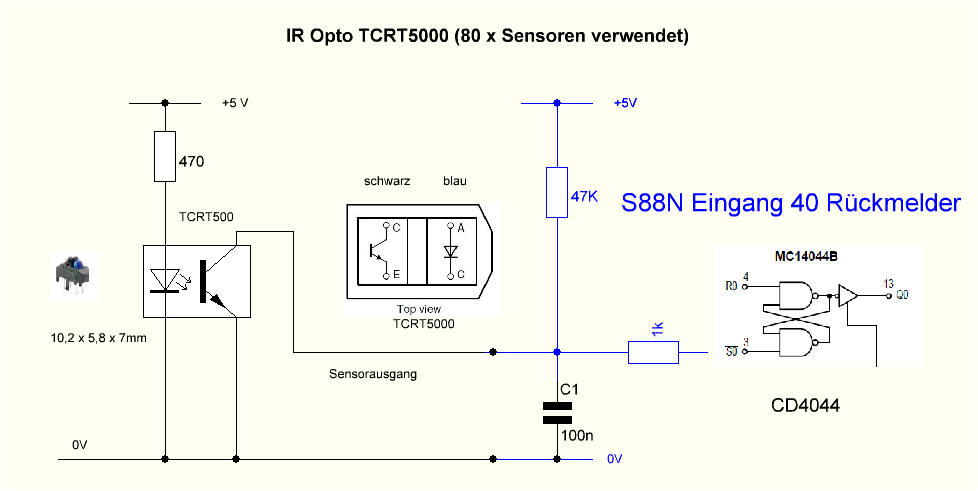 IR Opto TCRT5000 (80 x Sensoren verwendet)
+5 V
+5V
470
schwarz
blau
47K
S88N Eingang 40 Rückmelder
TCRT500
C
A
E
C
MC14044B
R0
4
13
Q0
Top view
TCRT5000
10,2 x 5,8 x 7mm
1k
S0
3
Sensorausgang
C1
CD4044
100n
0V
0V